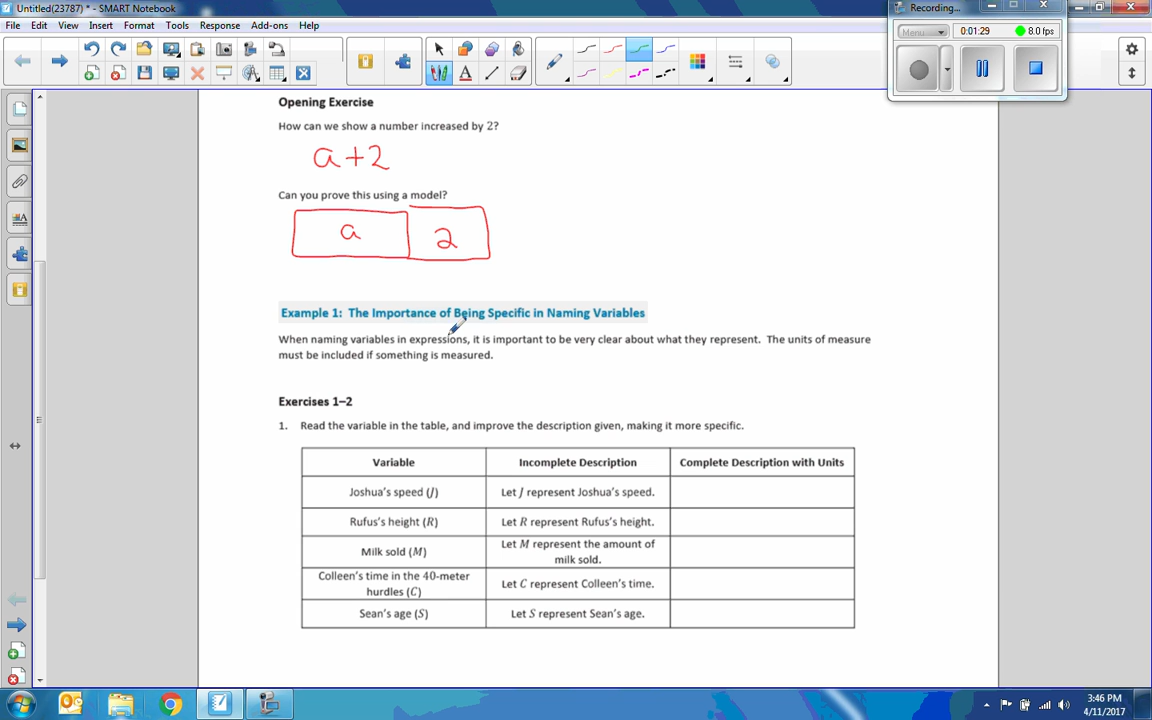 Untitled(23787) * - SMART Notebook
Recording...
File Edit View Insert Format Tools Response Add-ons Help
Menu 0:01:29 8.0 fps
Opening Exercise
How can we show a number increased by 2?
a+2
Can you prove this using a model?
a 2
Example 1: The Importance of Being Specific in Naming Variables
When naming variables in expressions, it is important to be very clear about what they represent. The units of measure
must be included if something is measured.
Exercises 1–2
1. Read the variable in the table, and improve the description given, making it more specific.
Variable Incomplete Description Complete Description with Units
Joshua's speed (J) Let J represent Joshua's speed.
Rufus's height (R) Let R represent Rufus's height.
Milk sold (M) Let M represent the amount of
milk sold.
Colleen's time in the 40-meter
hurdles (C) Let C represent Colleen's time.
Sean's age (S) Let S represent Sean's age.
3:46 PM
4/11/2017